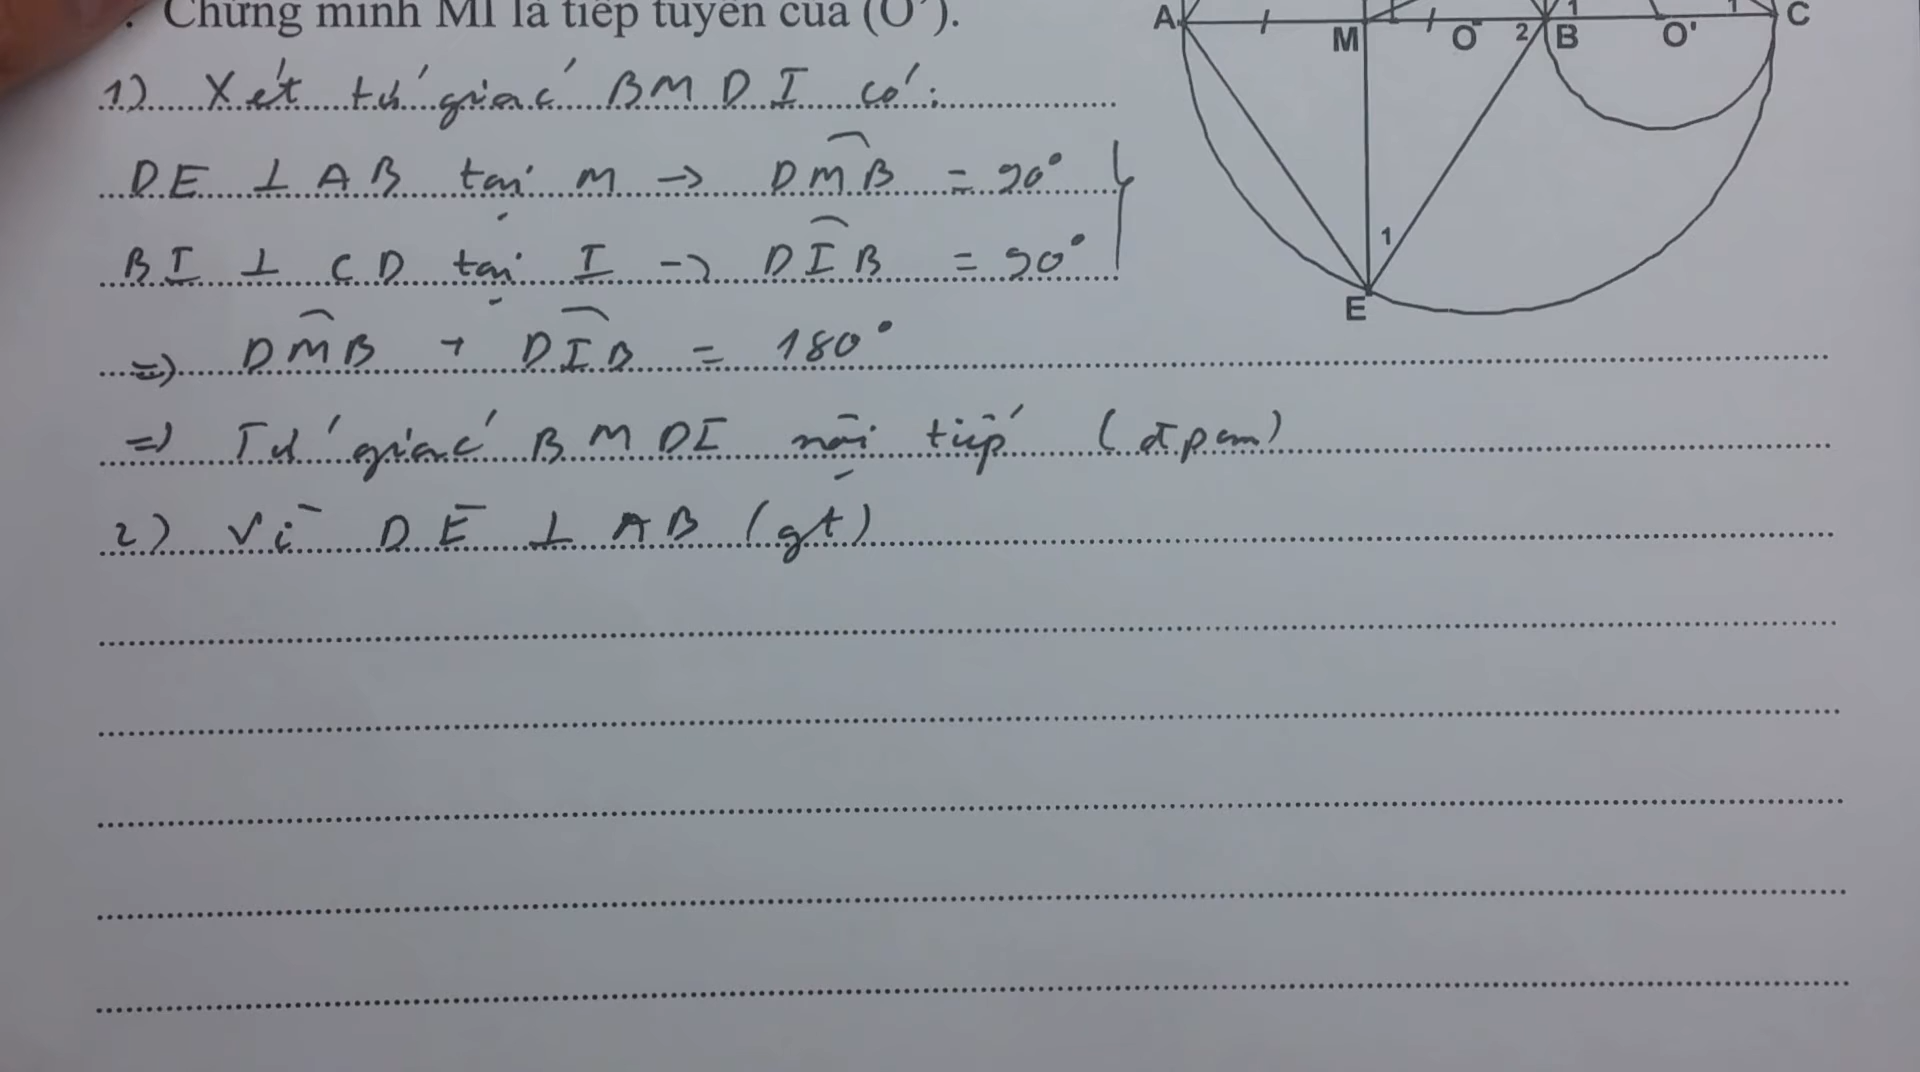 . Chứng minh MI là tiếp tuyến của (O').
A M O 2 B 1 O' 1 C
1) Xét tứ giác BMDI có:
DE ⊥ AB tại M → DMB = 90°
BI ⊥ CD tại I → DIB = 90°
1
E
=> DMB + DIB = 180°
=> Tứ giác BMDI nội tiếp (đpcm)
2) Vì DE ⊥ AB (gt)